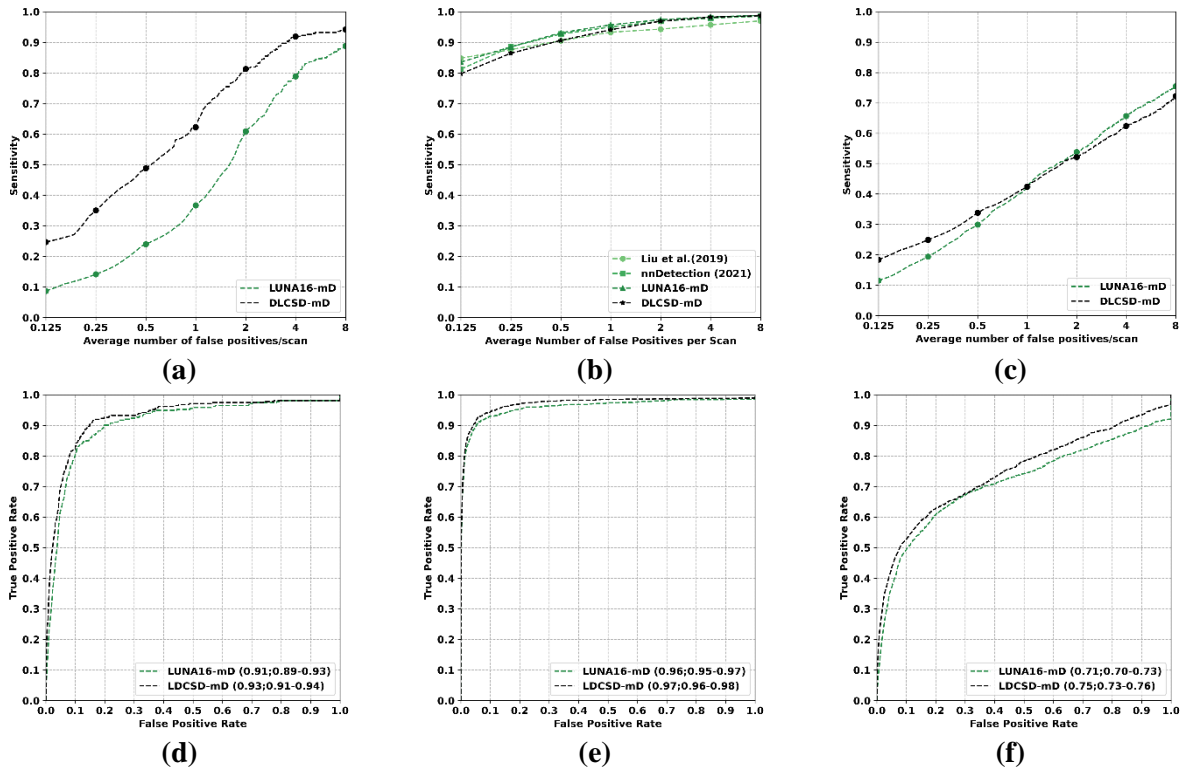 1.0
0.9
0.8
0.7
0.6
0.5
0.4
0.3
0.2
0.1
0.0
Sensitivity
LUNA16-mD
DLCSD-mD
0.125 0.25 0.5 1 2 4 8
Average number of false positives/scan
(a)
1.0
0.9
0.8
0.7
0.6
0.5
0.4
0.3
0.2
0.1
0.0
Sensitivity
Liu et al.(2019)
nnDetection (2021)
LUNA16-mD
DLCSD-mD
0.125 0.25 0.5 1 2 4 8
Average Number of False Positives per Scan
(b)
1.0
0.9
0.8
0.7
0.6
0.5
0.4
0.3
0.2
0.1
0.0
Sensitivity
LUNA16-mD
DLCSD-mD
0.125 0.25 0.5 1 2 4 8
Average number of false positives/scan
(c)
1.0
0.9
0.8
0.7
0.6
0.5
0.4
0.3
0.2
0.1
0.0
True Positive Rate
LUNA16-mD (0.91;0.89-0.93)
LDCSD-mD (0.93;0.91-0.94)
0.0 0.1 0.2 0.3 0.4 0.5 0.6 0.7 0.8 0.9 1.0
False Positive Rate
(d)
1.0
0.9
0.8
0.7
0.6
0.5
0.4
0.3
0.2
0.1
0.0
True Positive Rate
LUNA16-mD (0.96;0.95-0.97)
LDCSD-mD (0.97;0.96-0.98)
0.0 0.1 0.2 0.3 0.4 0.5 0.6 0.7 0.8 0.9 1.0
False Positive Rate
(e)
1.0
0.9
0.8
0.7
0.6
0.5
0.4
0.3
0.2
0.1
0.0
True Positive Rate
LUNA16-mD (0.71;0.70-0.73)
LDCSD-mD (0.75;0.73-0.76)
0.0 0.1 0.2 0.3 0.4 0.5 0.6 0.7 0.8 0.9 1.0
False Positive Rate
(f)